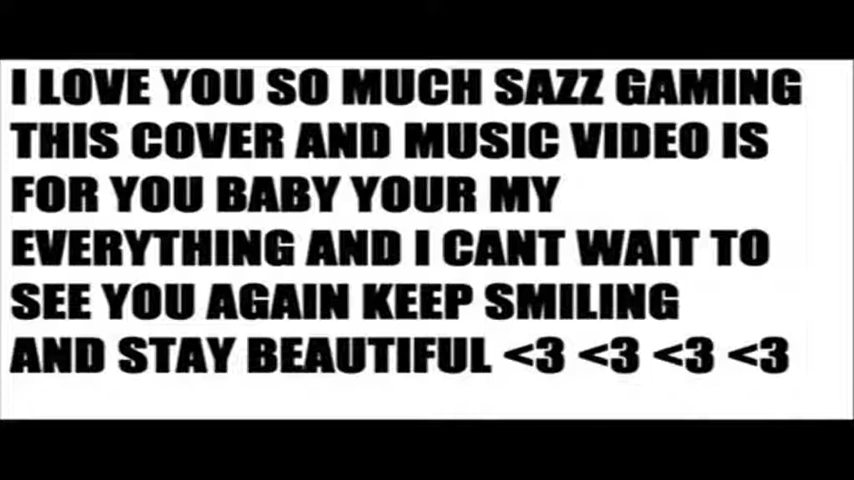 I LOVE YOU SO MUCH SAZZ GAMING
THIS COVER AND MUSIC VIDEO IS
FOR YOU BABY YOUR MY
EVERYTHING AND I CANT WAIT TO
SEE YOU AGAIN KEEP SMILING
AND STAY BEAUTIFUL <3 <3 <3 <3